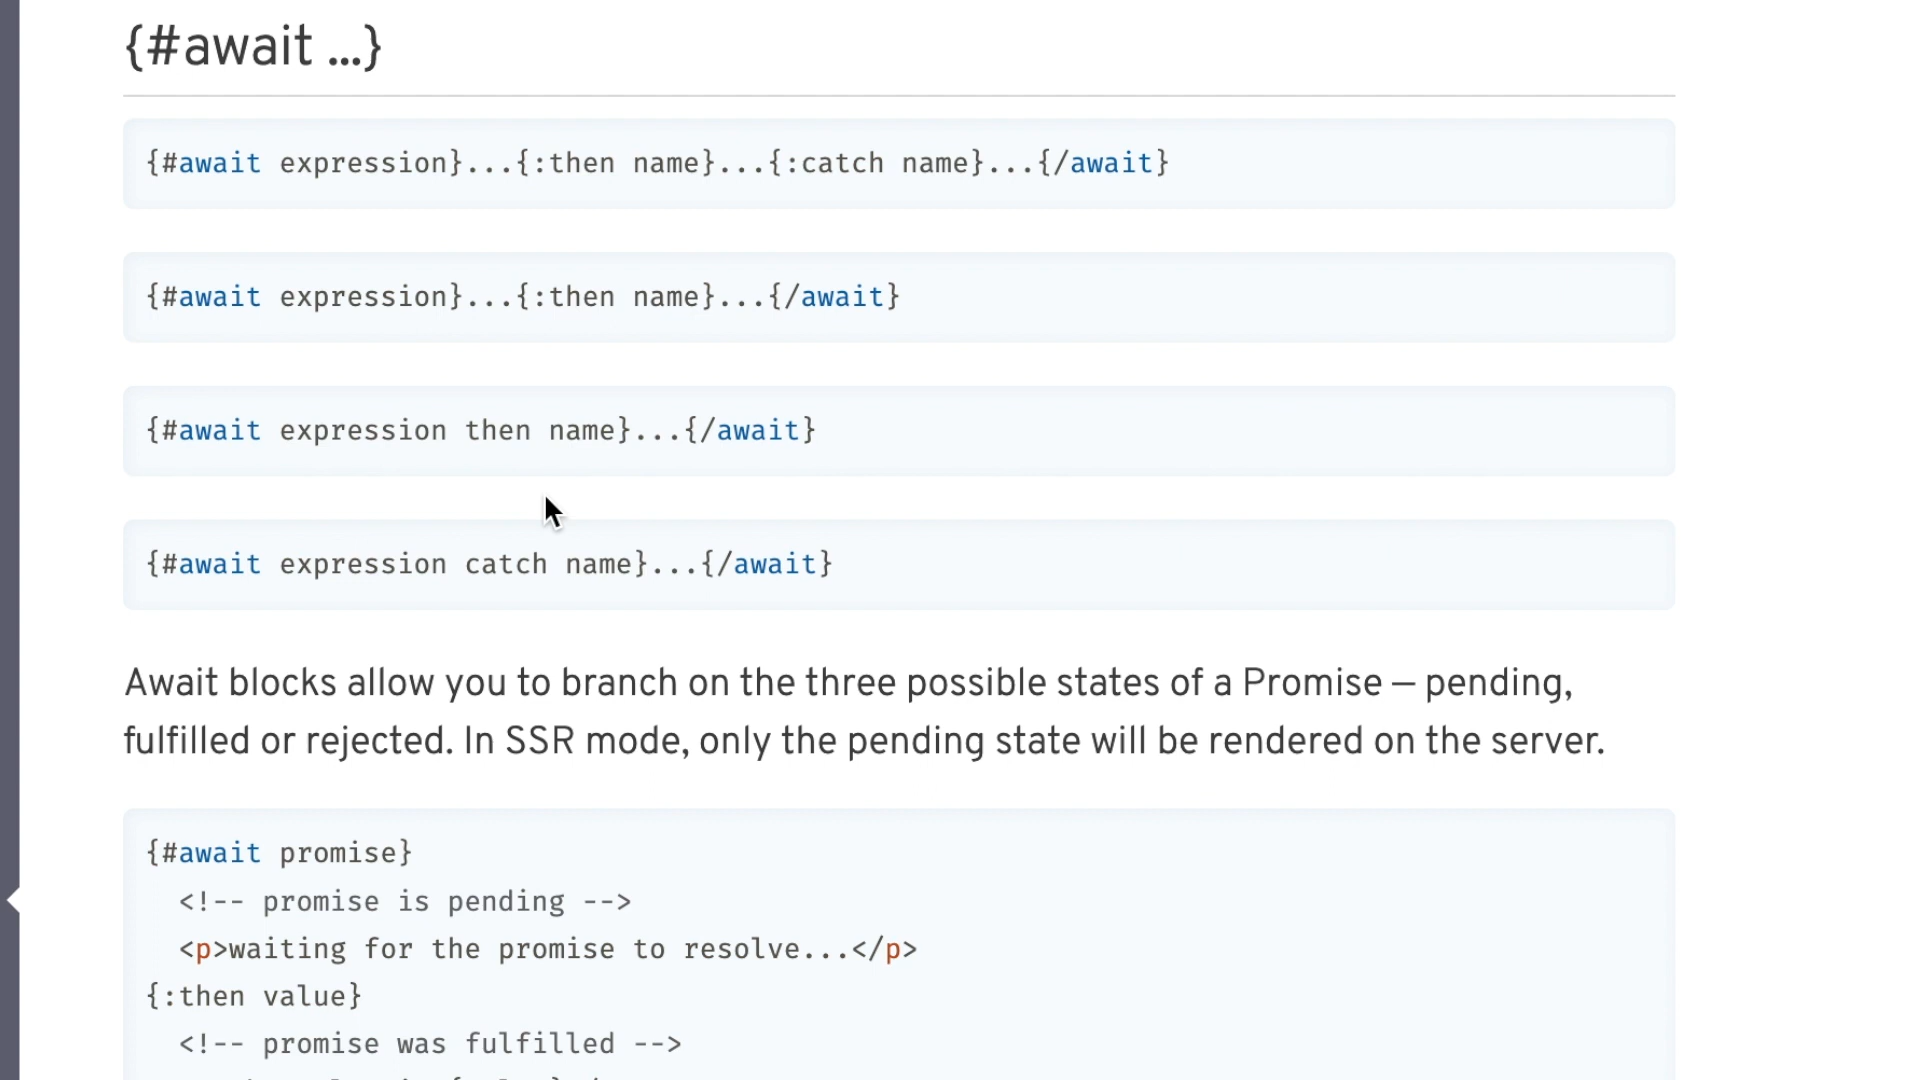 {#await ...}
{#await expression}...{:then name}...{:catch name}...{/await}
{#await expression}...{:then name}...{/await}
{#await expression then name}...{/await}
{#await expression catch name}...{/await}
Await blocks allow you to branch on the three possible states of a Promise — pending,
fulfilled or rejected. In SSR mode, only the pending state will be rendered on the server.
{#await promise}
<!-- promise is pending -->
<p>waiting for the promise to resolve...</p>
{:then value}
<!-- promise was fulfilled -->